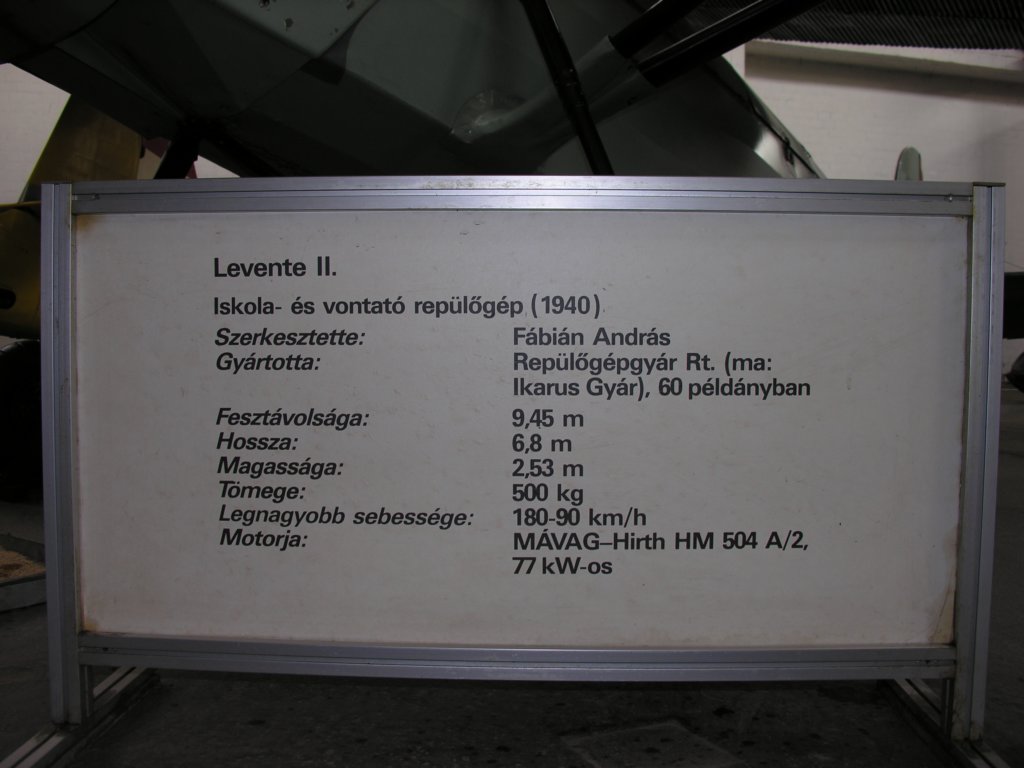 Levente II.
Iskola- és vontató repülőgép (1940)
Szerkesztette: Fábián András
Gyártotta: Repülőgépgyár Rt. (ma:
Ikarus Gyár), 60 példányban
Fesztávolsága: 9,45 m
Hossza: 6,8 m
Magassága: 2,53 m
Tömege: 500 kg
Legnagyobb sebessége: 180-90 km/h
Motorja: MÁVAG–Hirth HM 504 A/2,
77 kW-os